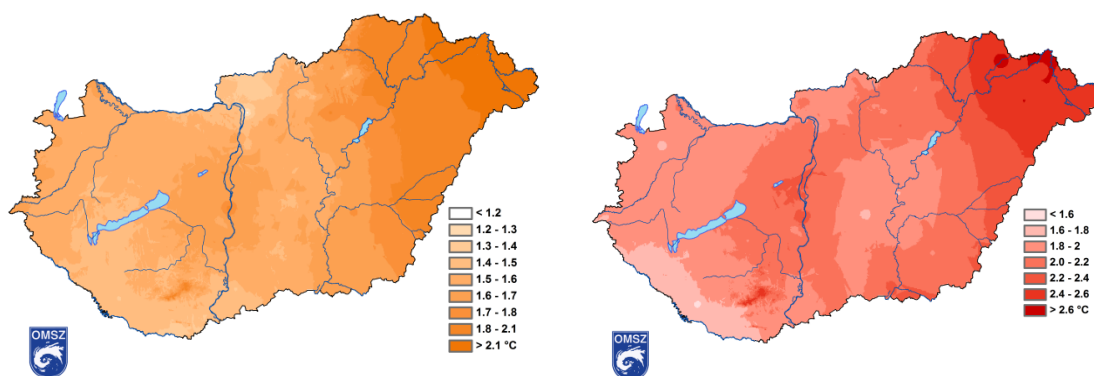 < 1.2
1.2 - 1.3
1.3 - 1.4
1.4 - 1.5
1.5 - 1.6
1.6 - 1.7
1.7 - 1.8
1.8 - 2.1
> 2.1 °C
OMSZ
< 1.6
1.6 - 1.8
1.8 - 2
2.0 - 2.2
2.2 - 2.4
2.4 - 2.6
> 2.6 °C
OMSZ